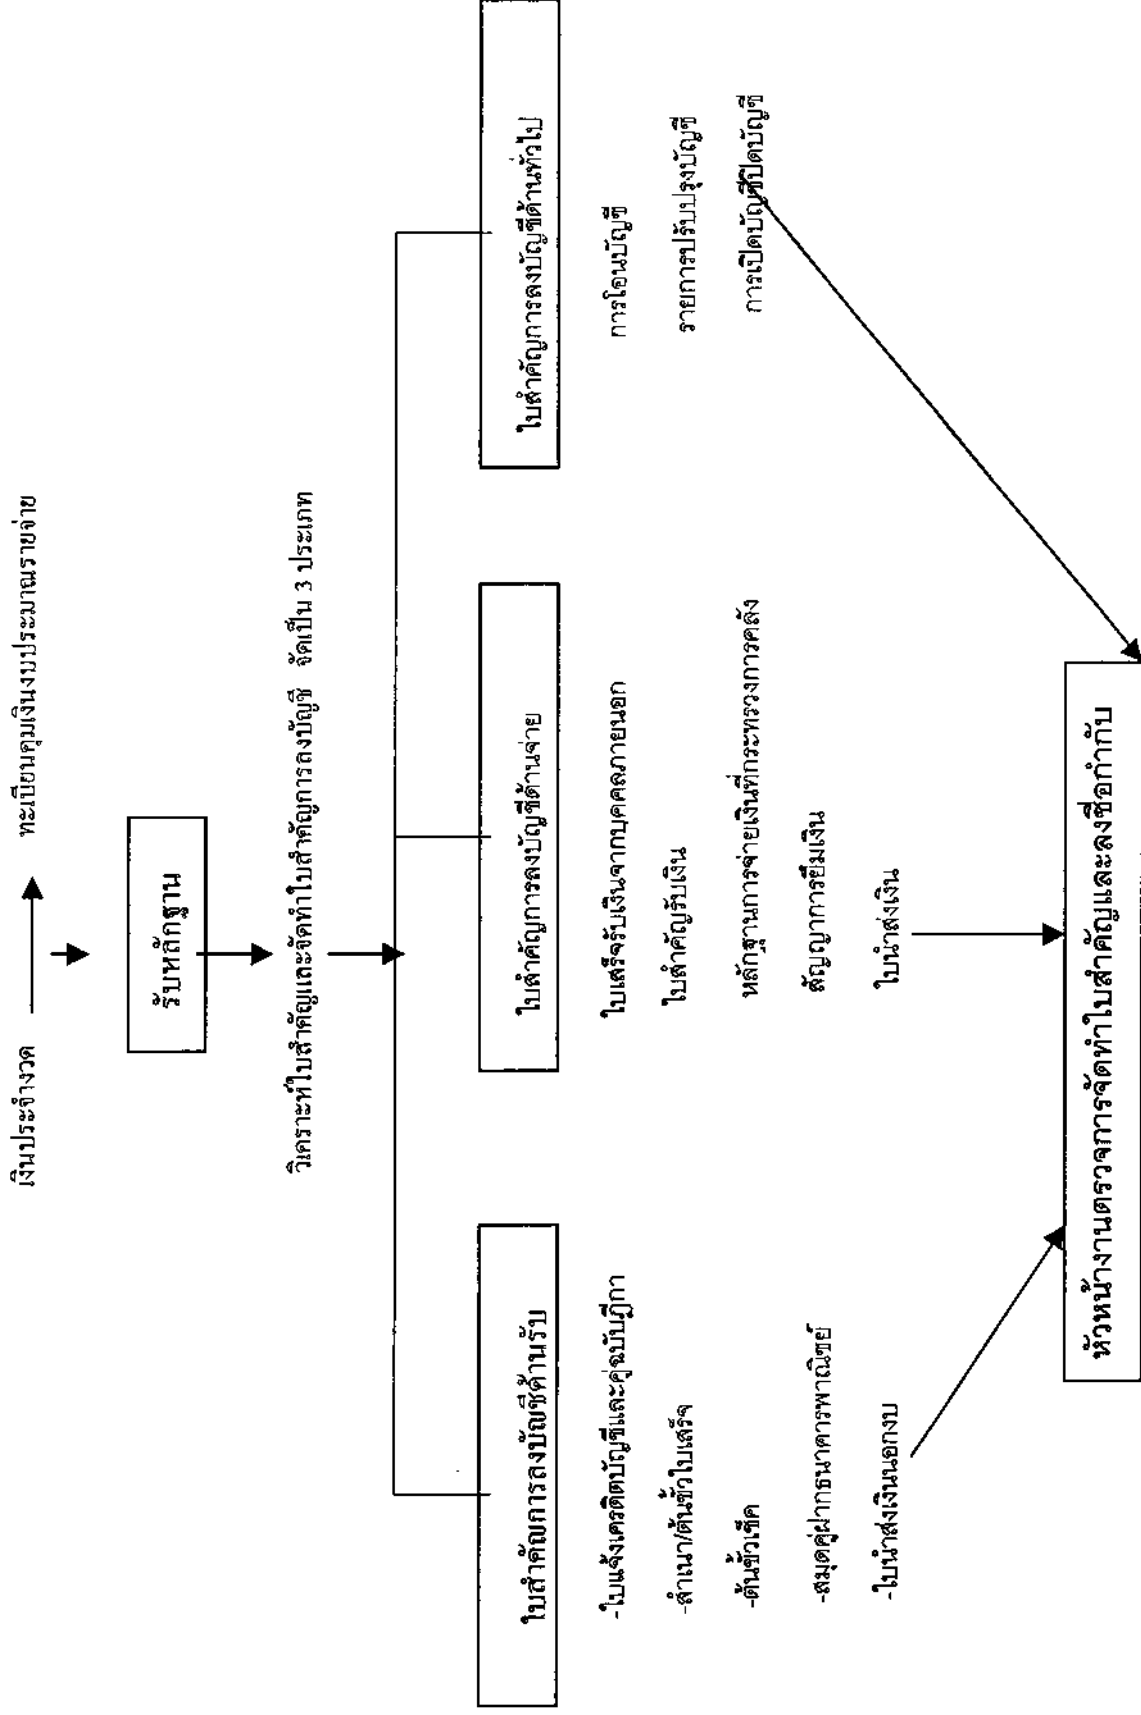 เงินประจำงวด ทะเบียนคุมเงินงบประมาณรายจ่าย
รับหลักฐาน
วิเคราะห์ใบสำคัญและจัดทำใบสำคัญการลงบัญชี จัดเป็น 3 ประเภท
ใบสำคัญการลงบัญชีด้านรับ
-ใบแจ้งเครดิตบัญชีและคู่ฉบับฎีกา
-สำเนา/ต้นขั้วใบเสร็จ
-ต้นขั้วเช็ค
-สมุดคู่ฝากธนาคารพาณิชย์
-ใบนำส่งเงินนอกงบ
ใบสำคัญการลงบัญชีด้านจ่าย
ใบเสร็จรับเงินจากบุคคลภายนอก
ใบสำคัญรับเงิน
หลักฐานการจ่ายเงินที่กระทรวงการคลัง
สัญญาการยืมเงิน
ใบนำส่งเงิน
ใบสำคัญการลงบัญชีด้านทั่วไป
การโอนบัญชี
รายการปรับปรุงบัญชี
การเปิดบัญชีปิดบัญชี
หัวหน้างานตรวจการจัดทำใบสำคัญและลงชื่อกำกับ